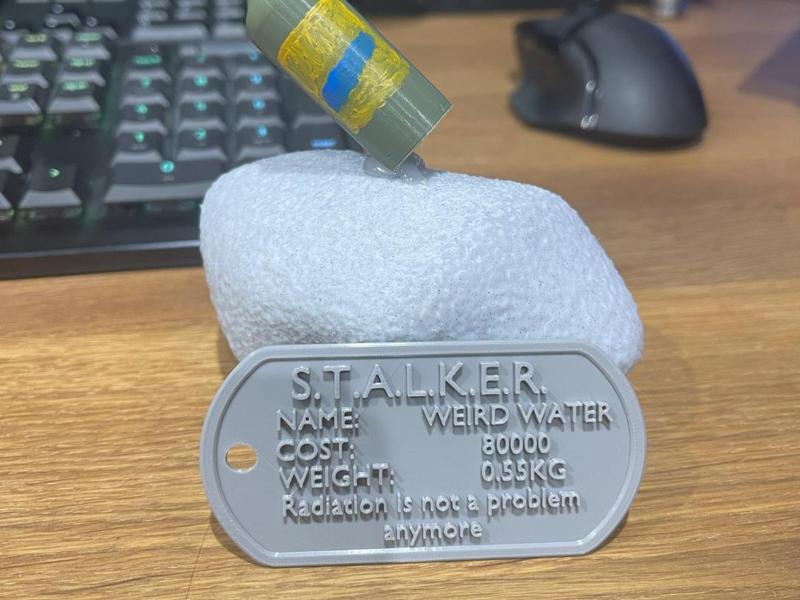 S.T.A.L.K.E.R.
NAME: WEIRD WATER
COST: 80000
WEIGHT: 0.55KG
Radiation is not a problem
anymore